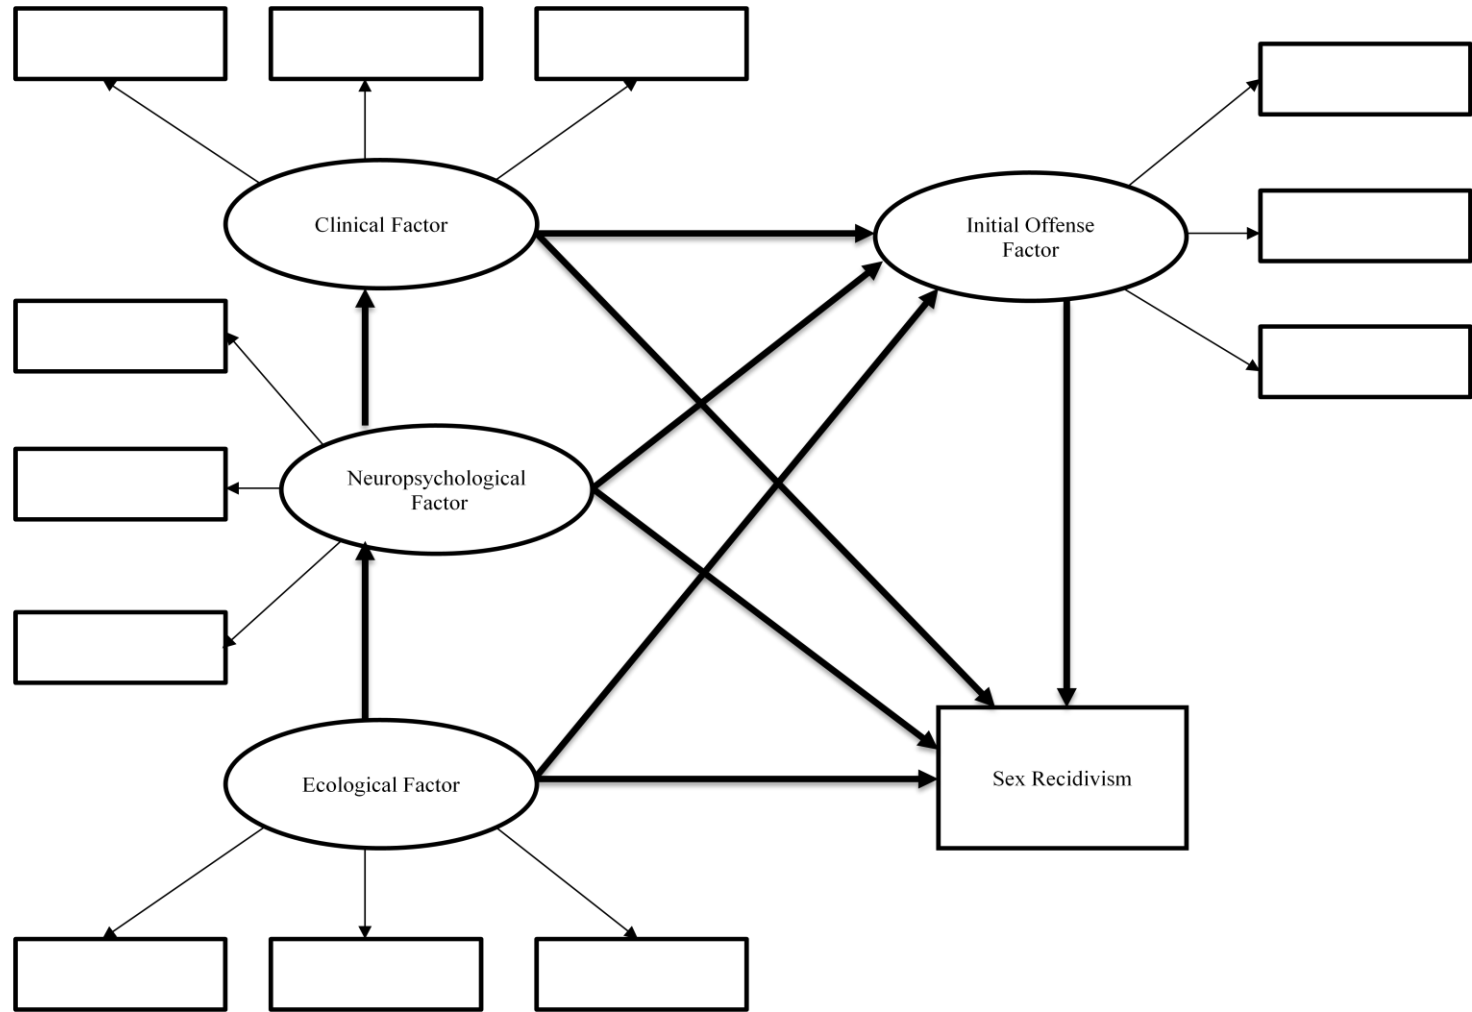 Clinical Factor
Initial Offense
Factor
Neuropsychological
Factor
Ecological Factor
Sex Recidivism